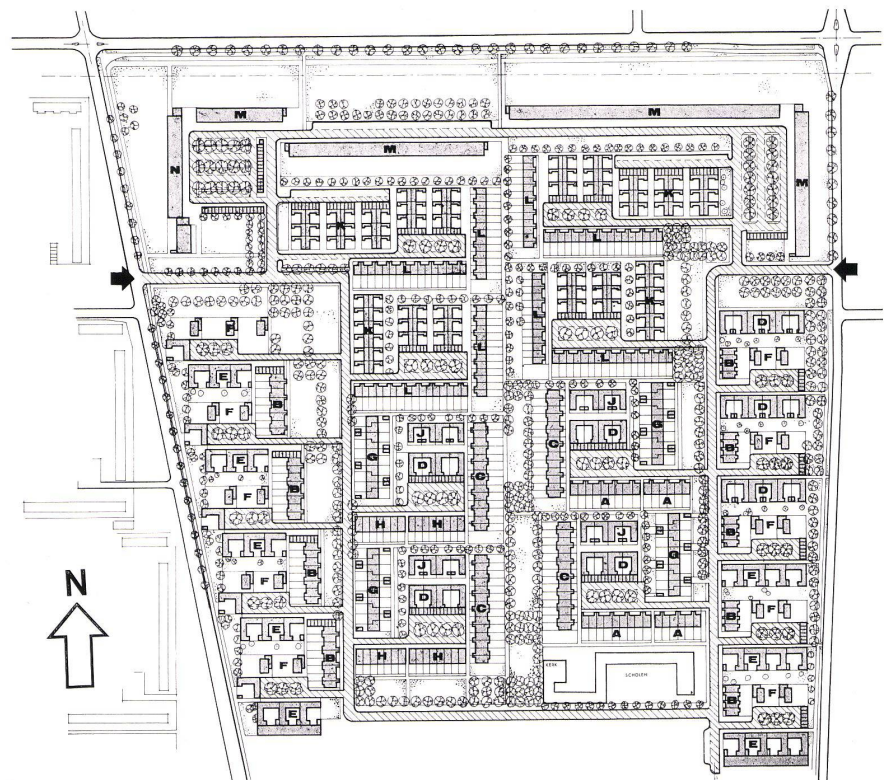 M M
M
N
M
K
L
K
L
L
L
K
L
F D
K
L
L B F
E
L
B F J C G D
J D B F
E G D C
B F A A D
H H B F
E J G C
B J D E
N F G D C
B F
E A A
F B H H E
KERK
SCHOLEN
B F
E
E